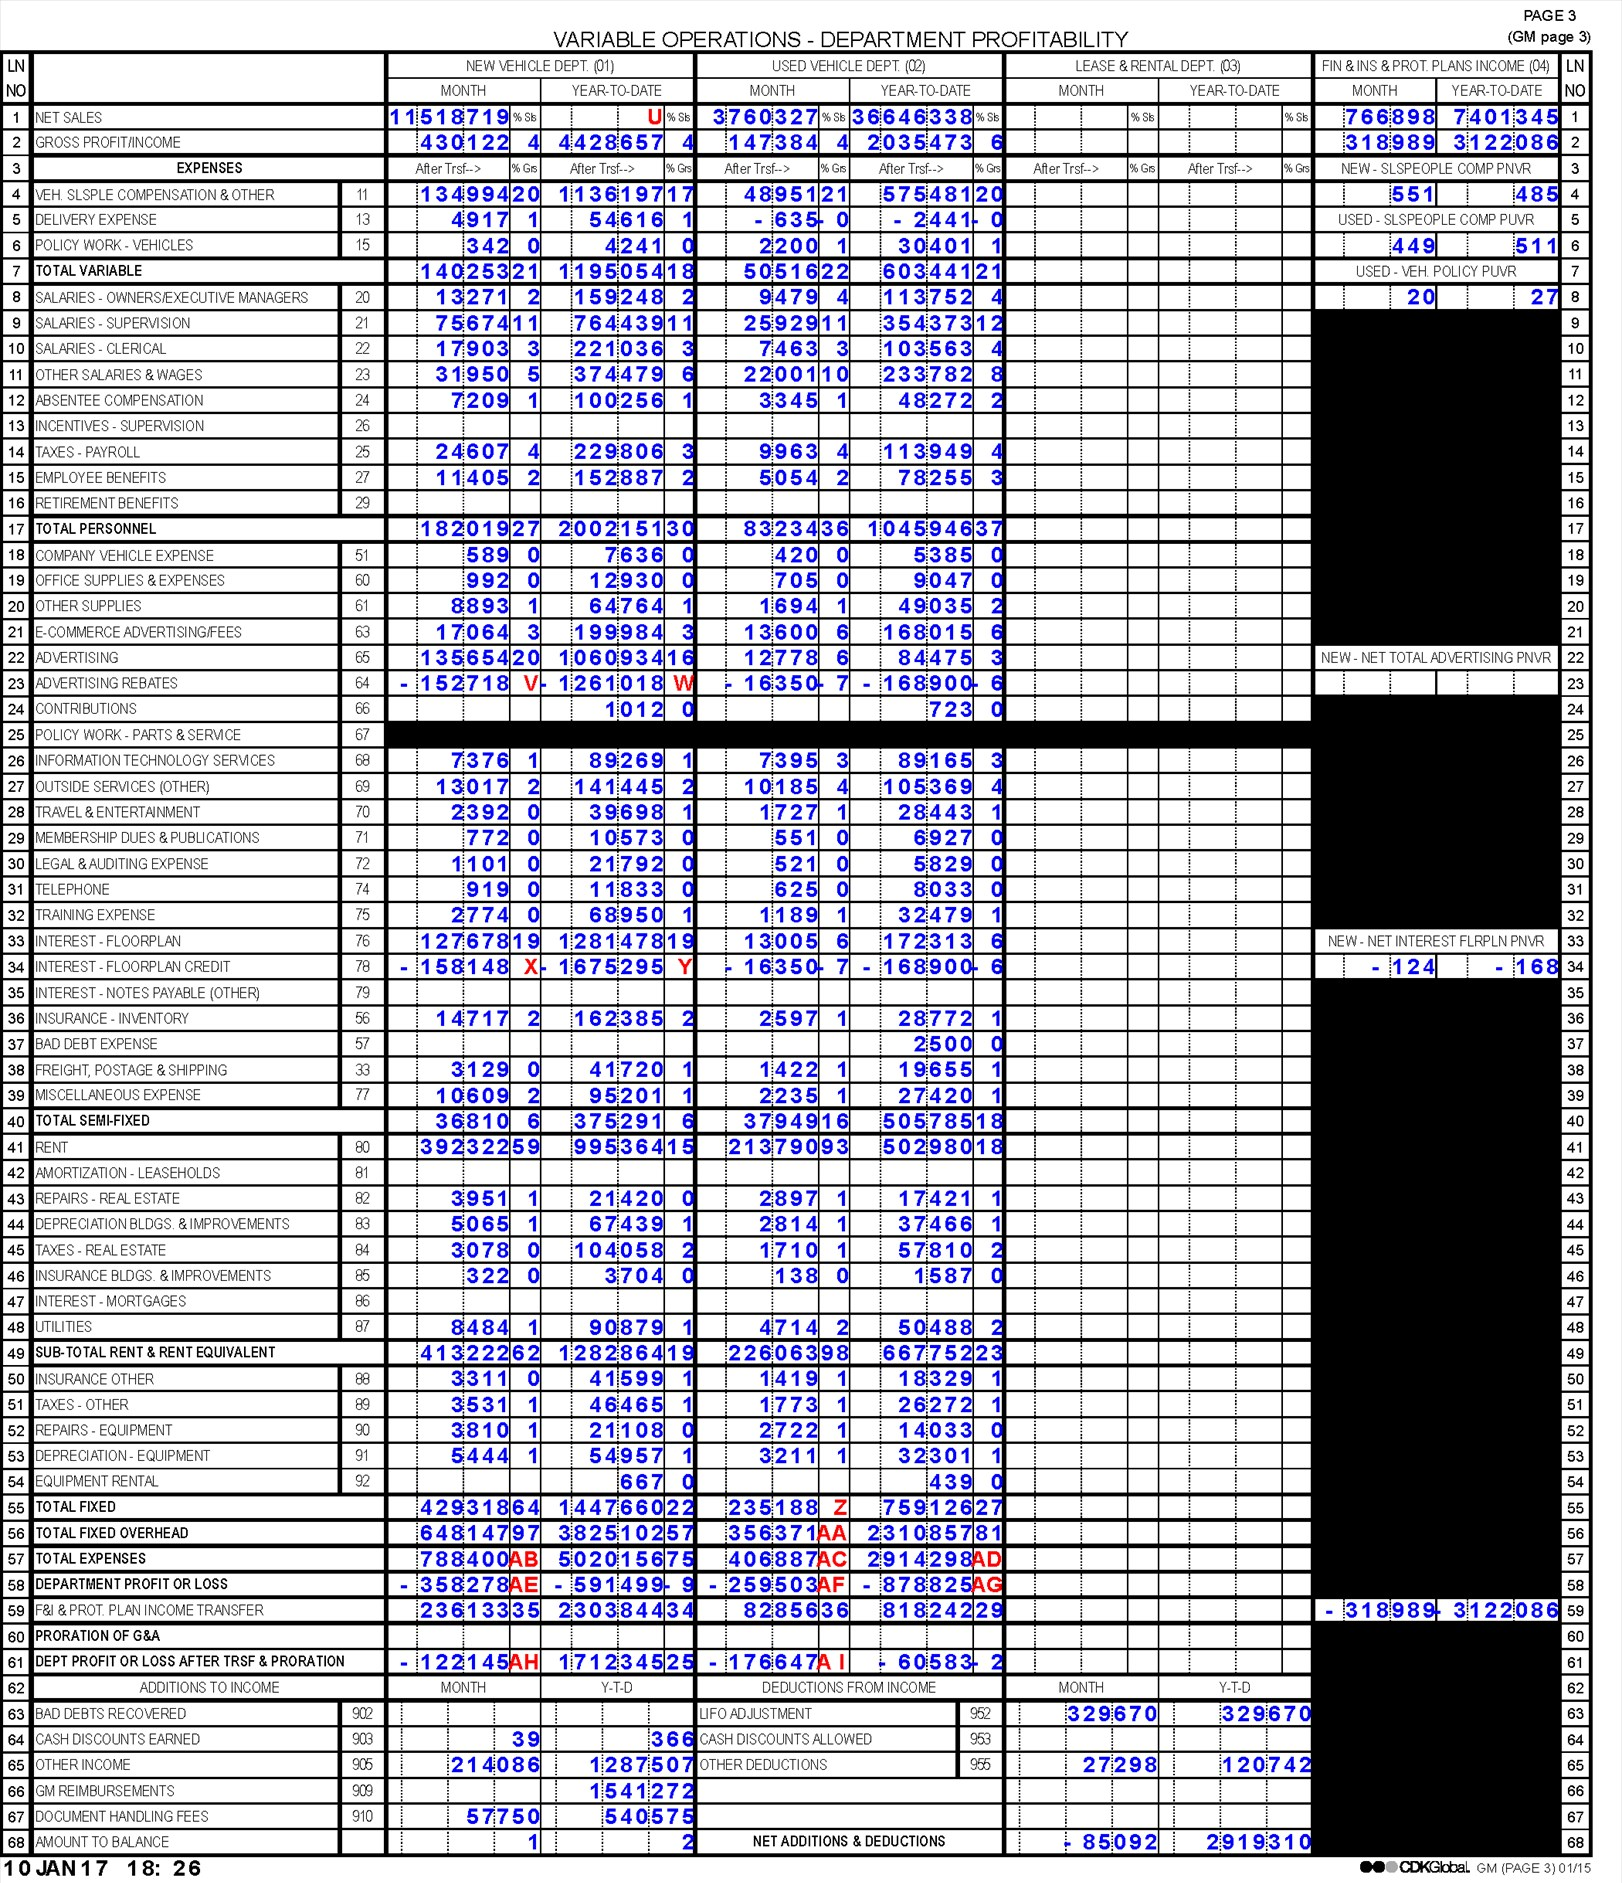 PAGE 3
VARIABLE OPERATIONS - DEPARTMENT PROFITABILITY (GM page 3)
LN NEW VEHICLE DEPT. (01) USED VEHICLE DEPT. (02) LEASE & RENTAL DEPT. (03) FIN & INS & PROT. PLANS INCOME (04) LN
NO MONTH YEAR-TO-DATE MONTH YEAR-TO-DATE MONTH YEAR-TO-DATE MONTH YEAR-TO-DATE NO
1 NET SALES 11518719 % Sls U % Sls 3760327 % Sls 36646338 % Sls % Sls % Sls 766898 7401345 1
2 GROSS PROFIT/INCOME 430122 4 4428657 4 147384 4 2035473 6 318989 3122086 2
3 EXPENSES After Trsf--> % Grs After Trsf--> % Grs After Trsf--> % Grs After Trsf--> % Grs After Trsf--> % Grs After Trsf--> % Grs NEW - SLSPEOPLE COMP PNVR 3
4 VEH. SLSPLE COMPENSATION & OTHER 11 134994 20 1136197 17 48951 21 575481 20 551 485 4
5 DELIVERY EXPENSE 13 4917 1 54616 1 - 635 - 0 - 2441 - 0 USED - SLSPEOPLE COMP PUVR 5
6 POLICY WORK - VEHICLES 15 342 0 4241 0 2200 1 30401 1 449 511 6
7 TOTAL VARIABLE 140253 21 1195054 18 50516 22 603441 21 USED - VEH. POLICY PUVR 7
8 SALARIES - OWNERS/EXECUTIVE MANAGERS 20 13271 2 159248 2 9479 4 113752 4 20 27 8
9 SALARIES - SUPERVISION 21 75674 11 764439 11 25929 11 354373 12 9
10 SALARIES - CLERICAL 22 17903 3 221036 3 7463 3 103563 4 10
11 OTHER SALARIES & WAGES 23 31950 5 374479 6 22001 10 233782 8 11
12 ABSENTEE COMPENSATION 24 7209 1 100256 1 3345 1 48272 2 12
13 INCENTIVES - SUPERVISION 26 13
14 TAXES - PAYROLL 25 24607 4 229806 3 9963 4 113949 4 14
15 EMPLOYEE BENEFITS 27 11405 2 152887 2 5054 2 78255 3 15
16 RETIREMENT BENEFITS 29 16
17 TOTAL PERSONNEL 182019 27 2002151 30 83234 36 1045946 37 17
18 COMPANY VEHICLE EXPENSE 51 589 0 7636 0 420 0 5385 0 18
19 OFFICE SUPPLIES & EXPENSES 60 992 0 12930 0 705 0 9047 0 19
20 OTHER SUPPLIES 61 8893 1 64764 1 1694 1 49035 2 20
21 E-COMMERCE ADVERTISING/FEES 63 17064 3 199984 3 13600 6 168015 6 21
22 ADVERTISING 65 135654 20 1060934 16 12778 6 84475 3 NEW - NET TOTAL ADVERTISING PNVR 22
23 ADVERTISING REBATES 64 - 152718 V - 1261018 W - 16350 - 7 - 168900 - 6 23
24 CONTRIBUTIONS 66 1012 0 723 0 24
25 POLICY WORK - PARTS & SERVICE 67 25
26 INFORMATION TECHNOLOGY SERVICES 68 7376 1 89269 1 7395 3 89165 3 26
27 OUTSIDE SERVICES (OTHER) 69 13017 2 141445 2 10185 4 105369 4 27
28 TRAVEL & ENTERTAINMENT 70 2392 0 39698 1 1727 1 28443 1 28
29 MEMBERSHIP DUES & PUBLICATIONS 71 772 0 10573 0 551 0 6927 0 29
30 LEGAL & AUDITING EXPENSE 72 1101 0 21792 0 521 0 5829 0 30
31 TELEPHONE 74 919 0 11833 0 625 0 8033 0 31
32 TRAINING EXPENSE 75 2774 0 68950 1 1189 1 32479 1 32
33 INTEREST - FLOORPLAN 76 127678 19 1281478 19 13005 6 172313 6 NEW - NET INTEREST FLRPLN PNVR 33
34 INTEREST - FLOORPLAN CREDIT 78 - 158148 X - 1675295 Y - 16350 - 7 - 168900 - 6 - 124 - 168 34
35 INTEREST - NOTES PAYABLE (OTHER) 79 35
36 INSURANCE - INVENTORY 56 14717 2 162385 2 2597 1 28772 1 36
37 BAD DEBT EXPENSE 57 2500 0 37
38 FREIGHT, POSTAGE & SHIPPING 33 3129 0 41720 1 1422 1 19655 1 38
39 MISCELLANEOUS EXPENSE 77 10609 2 95201 1 2235 1 27420 1 39
40 TOTAL SEMI-FIXED 36810 6 375291 6 37949 16 505785 18 40
41 RENT 80 392322 59 995364 15 213790 93 502980 18 41
42 AMORTIZATION - LEASEHOLDS 81 42
43 REPAIRS - REAL ESTATE 82 3951 1 21420 0 2897 1 17421 1 43
44 DEPRECIATION BLDGS. & IMPROVEMENTS 83 5065 1 67439 1 2814 1 37466 1 44
45 TAXES - REAL ESTATE 84 3078 0 104058 2 1710 1 57810 2 45
46 INSURANCE BLDGS. & IMPROVEMENTS 85 322 0 3704 0 138 0 1587 0 46
47 INTEREST - MORTGAGES 86 47
48 UTILITIES 87 8484 1 90879 1 4714 2 50488 2 48
49 SUB-TOTAL RENT & RENT EQUIVALENT 413222 62 1282864 19 226063 98 667752 23 49
50 INSURANCE OTHER 88 3311 0 41599 1 1419 1 18329 1 50
51 TAXES - OTHER 89 3531 1 46465 1 1773 1 26272 1 51
52 REPAIRS - EQUIPMENT 90 3810 1 21108 0 2722 1 14033 0 52
53 DEPRECIATION - EQUIPMENT 91 5444 1 54957 1 3211 1 32301 1 53
54 EQUIPMENT RENTAL 92 667 0 439 0 54
55 TOTAL FIXED 429318 64 1447660 22 235188 Z 759126 27 55
56 TOTAL FIXED OVERHEAD 648147 97 3825102 57 356371 AA 2310857 81 56
57 TOTAL EXPENSES 788400 AB 5020156 75 406887 AC 2914298 AD 57
58 DEPARTMENT PROFIT OR LOSS - 358278 AE - 591499 - 9 - 259503 AF - 878825 AG 58
59 F&I & PROT. PLAN INCOME TRANSFER 236133 35 2303844 34 82856 36 818242 29 - 318989 - 3122086 59
60 PRORATION OF G&A 60
61 DEPT PROFIT OR LOSS AFTER TRSF & PRORATION - 122145 AH 1712345 25 - 176647 AI - 60583 - 2 61
62 ADDITIONS TO INCOME MONTH Y-T-D DEDUCTIONS FROM INCOME MONTH Y-T-D 62
63 BAD DEBTS RECOVERED 902 LIFO ADJUSTMENT 952 329670 329670 63
64 CASH DISCOUNTS EARNED 903 39 366 CASH DISCOUNTS ALLOWED 953 64
65 OTHER INCOME 905 214086 1287507 OTHER DEDUCTIONS 955 27298 120742 65
66 GM REIMBURSEMENTS 909 1541272 66
67 DOCUMENT HANDLING FEES 910 57750 540575 67
68 AMOUNT TO BALANCE 1 2 NET ADDITIONS & DEDUCTIONS - 85092 2919310 68
10 JAN17 18: 26 CDKGlobal. GM (PAGE 3) 01/15